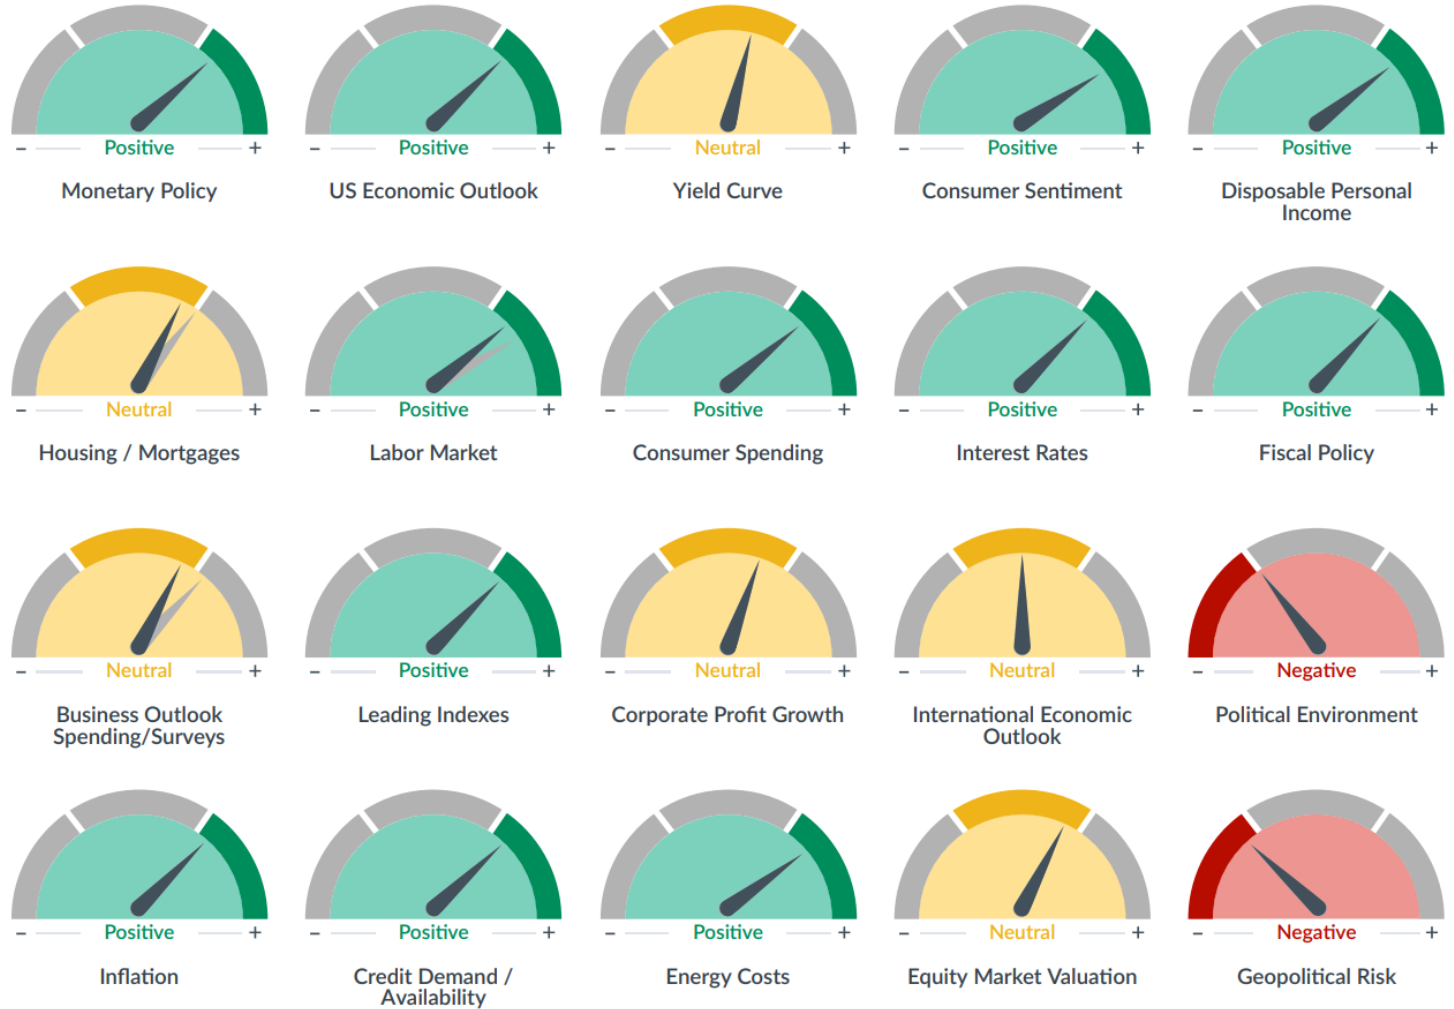 - Positive +
- Positive +
- Neutral +
- Positive +
- Positive +
Monetary Policy
US Economic Outlook
Yield Curve
Consumer Sentiment
Disposable Personal
Income
- Neutral +
- Positive +
- Positive +
- Positive +
- Positive +
Housing / Mortgages
Labor Market
Consumer Spending
Interest Rates
Fiscal Policy
- Neutral +
- Positive +
- Neutral +
- Neutral +
- Negative +
Business Outlook
Spending/Surveys
Leading Indexes
Corporate Profit Growth
International Economic
Outlook
Political Environment
- Positive +
- Positive +
- Positive +
- Neutral +
- Negative +
Inflation
Credit Demand /
Availability
Energy Costs
Equity Market Valuation
Geopolitical Risk